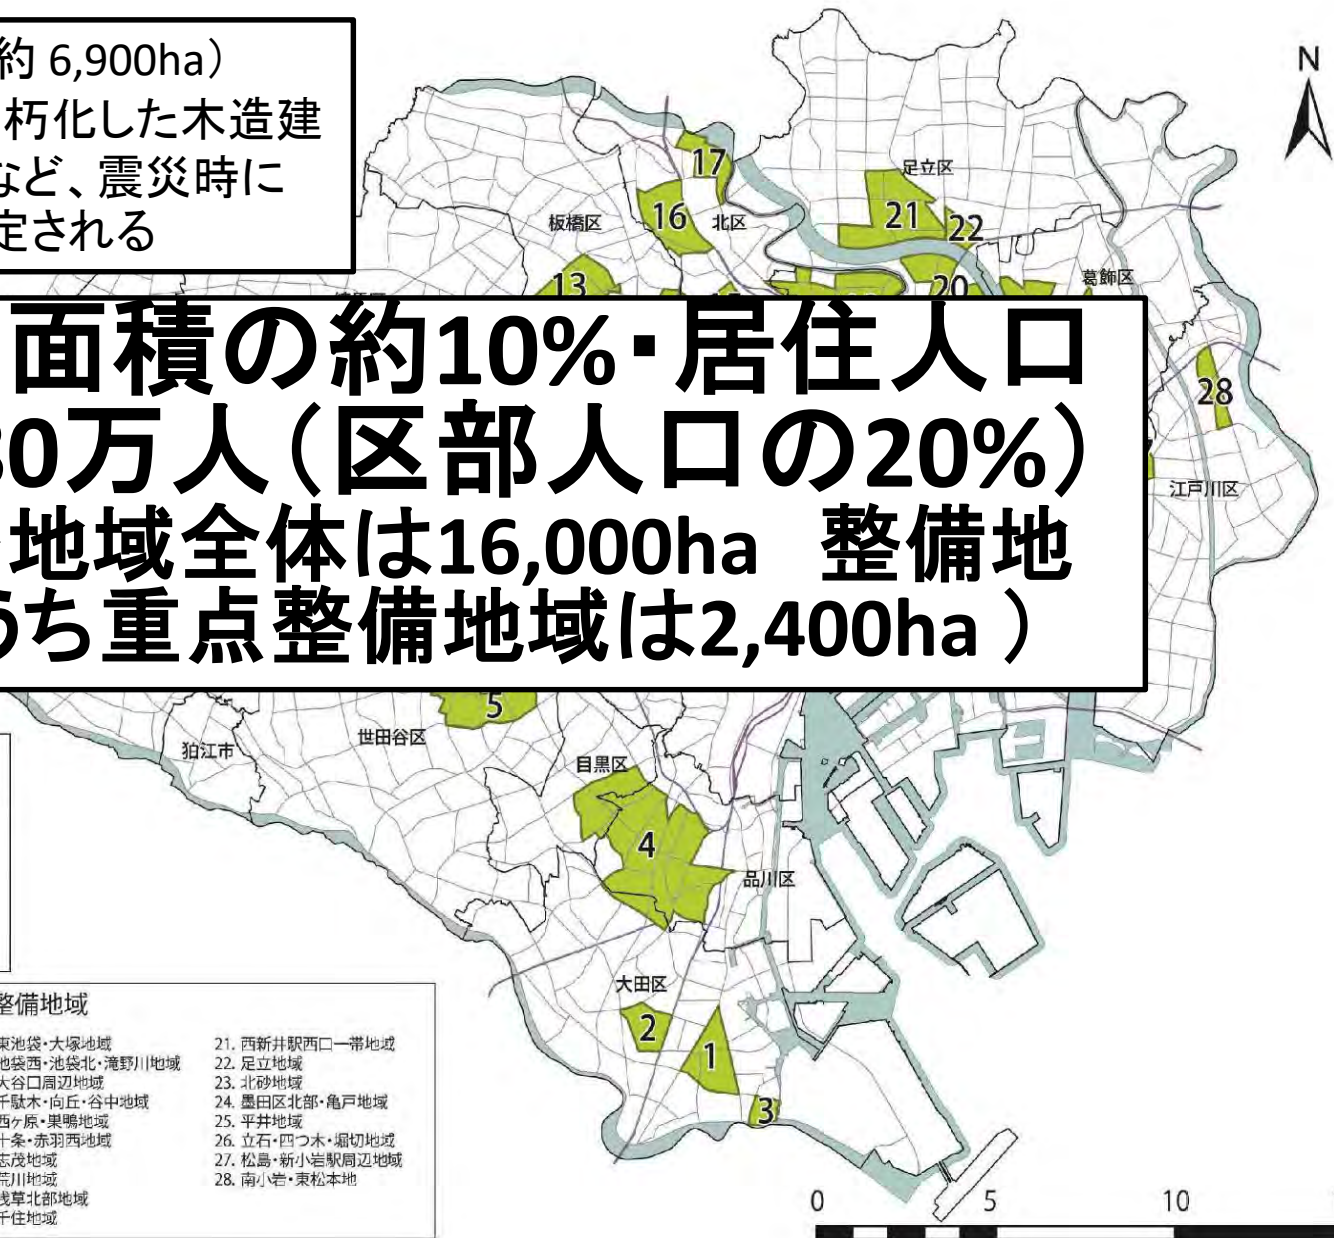 約 6,900ha）
朽化した木造建
など、震災時に
定される
N
17
足立区
16
板橋区
北区
21
22
13
20
葛飾区
面積の約10%・居住人口
80万人（区部人口の20%）
地域全体は16,000ha　整備地
うち重点整備地域は2,400ha ）
28
江戸川区
5
狛江市
世田谷区
目黒区
4
品川区
大田区
2
1
3
整備地域
東池袋・大塚地域
池袋西・池袋北・滝野川地域
大谷口周辺地域
千駄木・向丘・谷中地域
西ヶ原・巣鴨地域
十条・赤羽西地域
志茂地域
荒川地域
浅草北部地域
千住地域
21. 西新井駅西口一帯地域
22. 足立地域
23. 北砂地域
24. 墨田区北部・亀戸地域
25. 平井地域
26. 立石・四つ木・堀切地域
27. 松島・新小岩駅周辺地域
28. 南小岩・東松本地
0
5
10